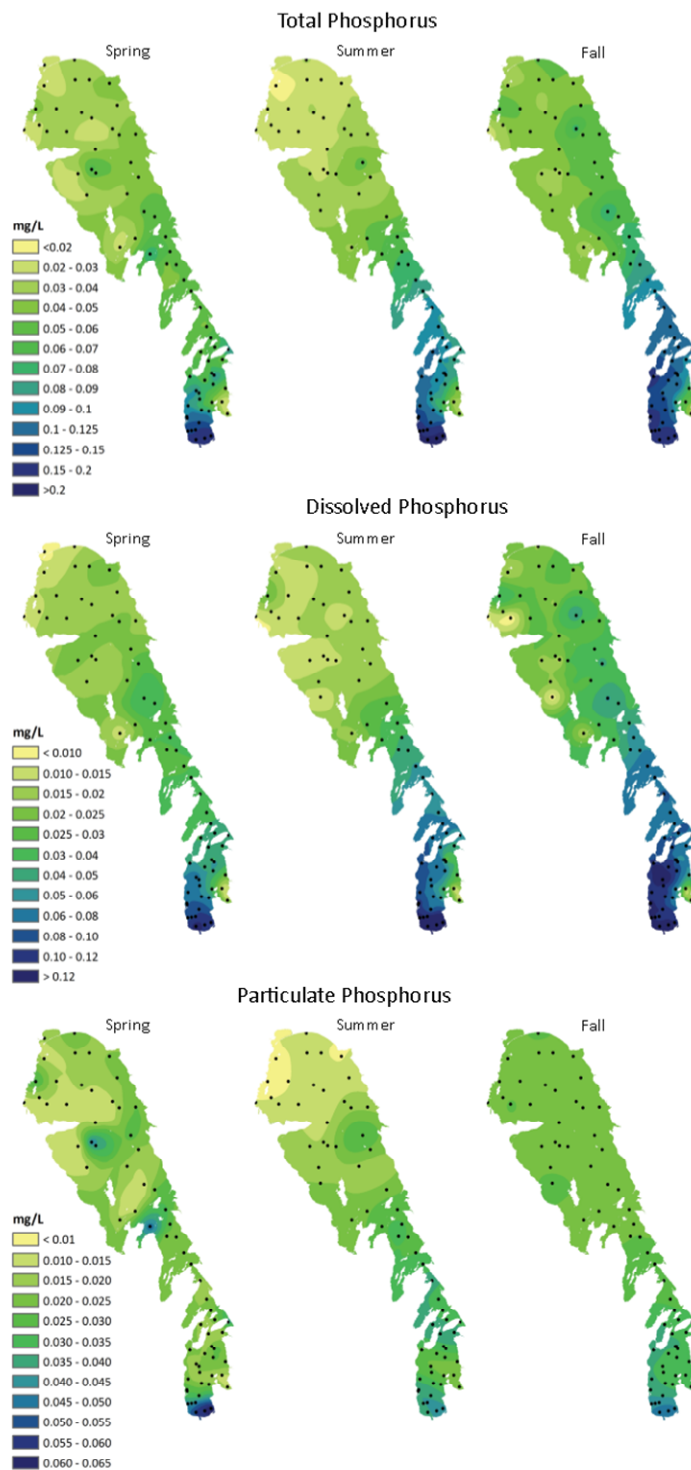 Total Phosphorus
Spring
Summer
Fall
mg/L
<0.02
0.02 - 0.03
0.03 - 0.04
0.04 - 0.05
0.05 - 0.06
0.06 - 0.07
0.07 - 0.08
0.08 - 0.09
0.09 - 0.1
0.1 - 0.125
0.125 - 0.15
0.15 - 0.2
>0.2
Dissolved Phosphorus
Spring
Summer
Fall
mg/L
< 0.010
0.010 - 0.015
0.015 - 0.02
0.02 - 0.025
0.025 - 0.03
0.03 - 0.04
0.04 - 0.05
0.05 - 0.06
0.06 - 0.08
0.08 - 0.10
0.10 - 0.12
> 0.12
Particulate Phosphorus
Spring
Summer
Fall
mg/L
< 0.01
0.010 - 0.015
0.015 - 0.020
0.020 - 0.025
0.025 - 0.030
0.030 - 0.035
0.035 - 0.040
0.040 - 0.045
0.045 - 0.050
0.050 - 0.055
0.055 - 0.060
0.060 - 0.065